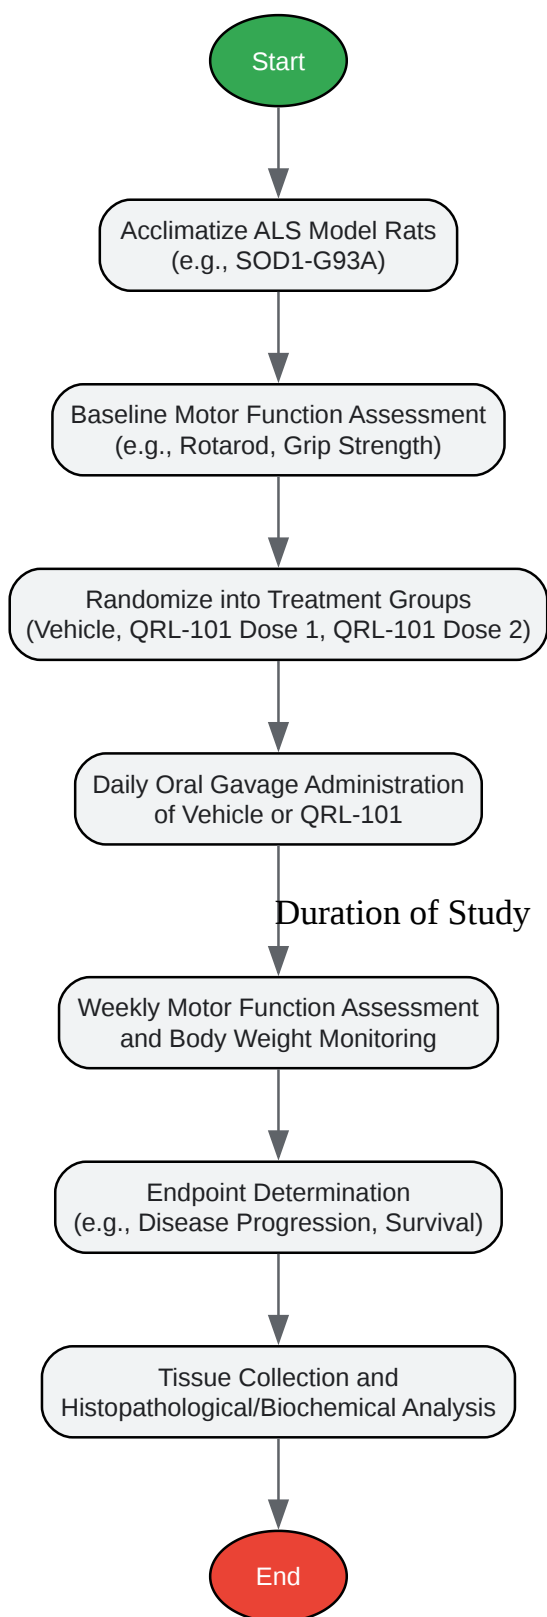 Start
Acclimatize ALS Model Rats
(e.g., SOD1-G93A)
Baseline Motor Function Assessment
(e.g., Rotarod, Grip Strength)
Randomize into Treatment Groups
(Vehicle, QRL-101 Dose 1, QRL-101 Dose 2)
Daily Oral Gavage Administration
of Vehicle or QRL-101
Duration of Study
Weekly Motor Function Assessment
and Body Weight Monitoring
Endpoint Determination
(e.g., Disease Progression, Survival)
Tissue Collection and
Histopathological/Biochemical Analysis
End